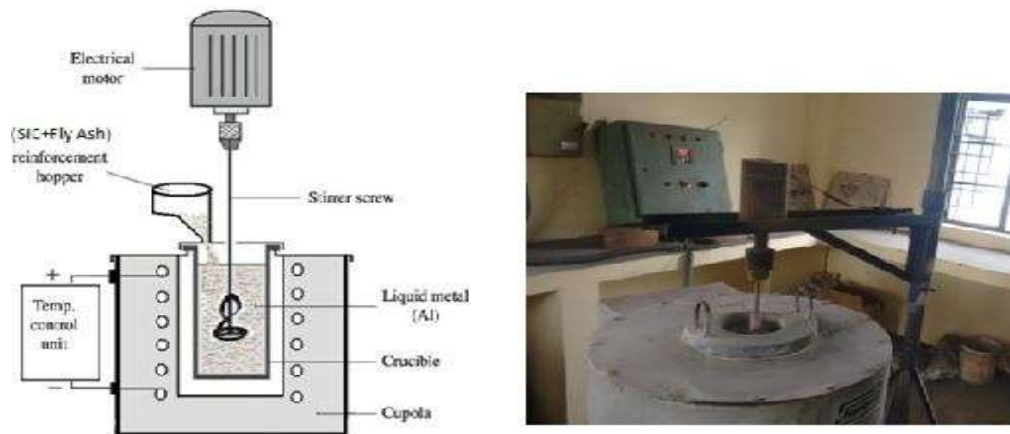 Electrical
motor
(SIC+Fly Ash)
reinforcement
hopper
Stirrer screw
+
Temp.
control
unit
−
Liquid metal
(Al)
Crucible
Cupola